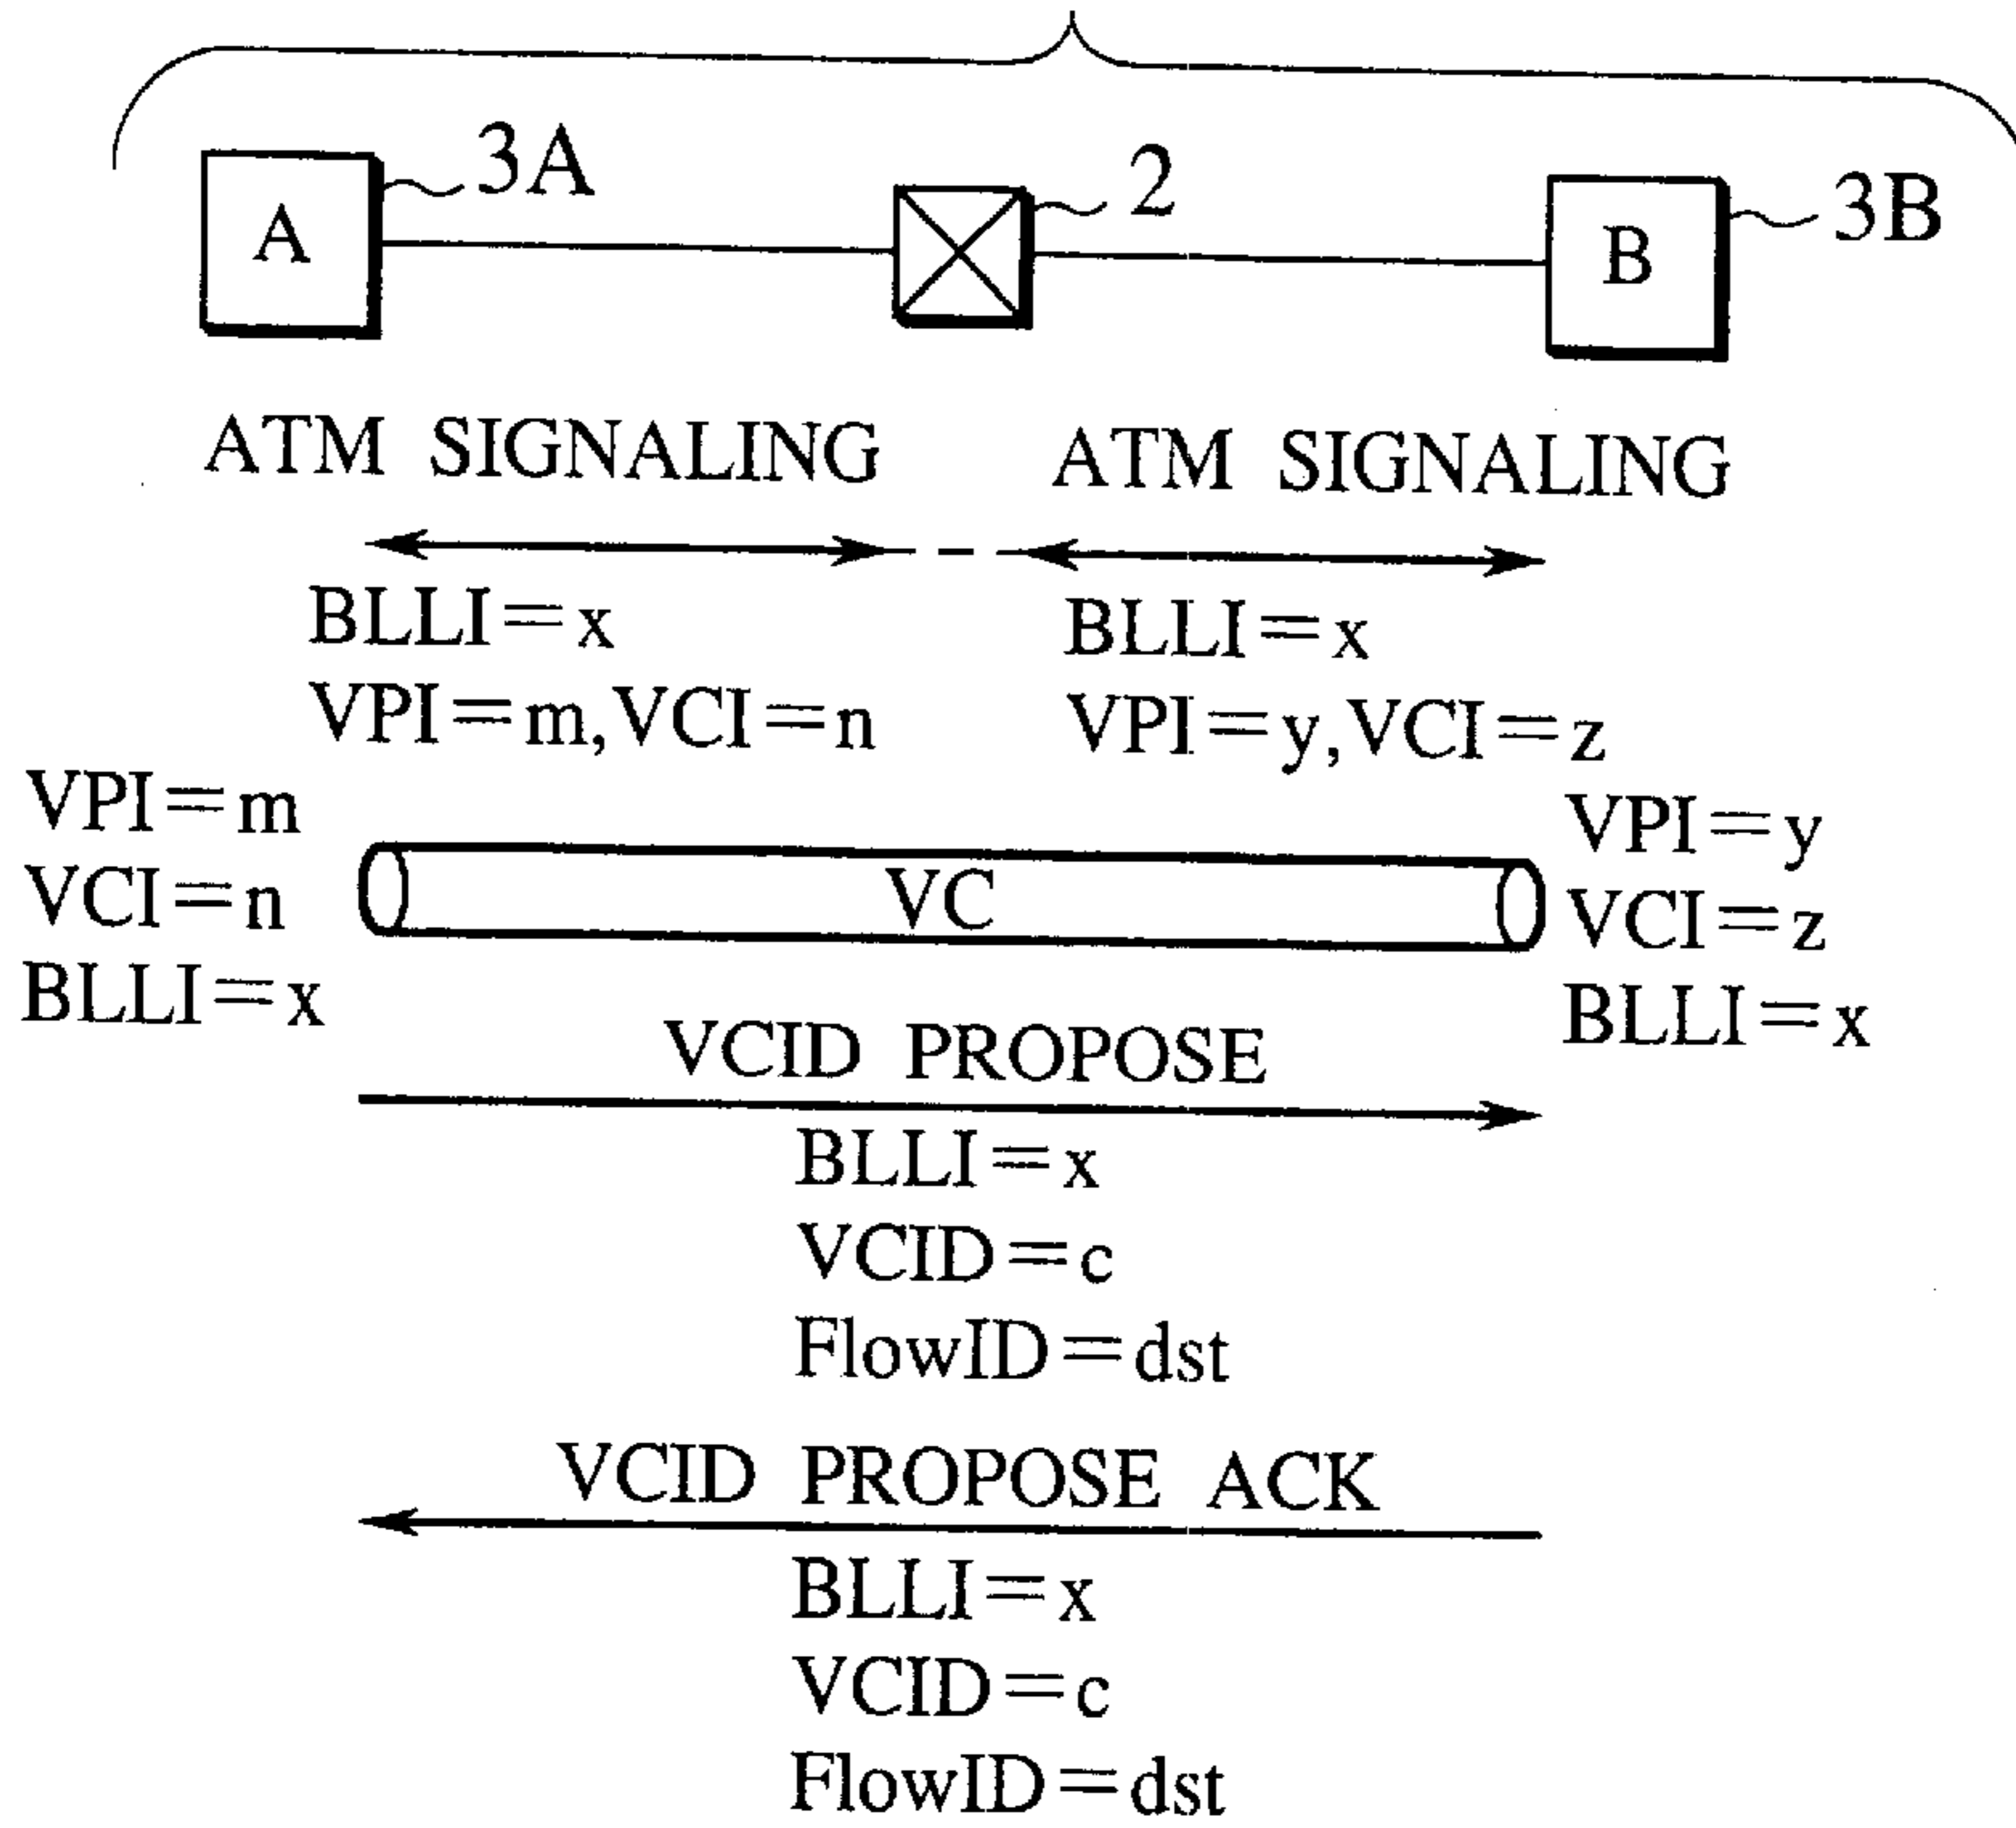 3A
2
3B
A
B
ATM SIGNALING
ATM SIGNALING
BLLI=x
BLLI=x
VPI=m,VCI=n
VPI=y,VCI=z
VPI=m
VCI=n
BLLI=x
VC
VPI=y
VCI=z
BLLI=x
VCID PROPOSE
BLLI=x
VCID=c
FlowID=dst
VCID PROPOSE ACK
BLLI=x
VCID=c
FlowID=dst